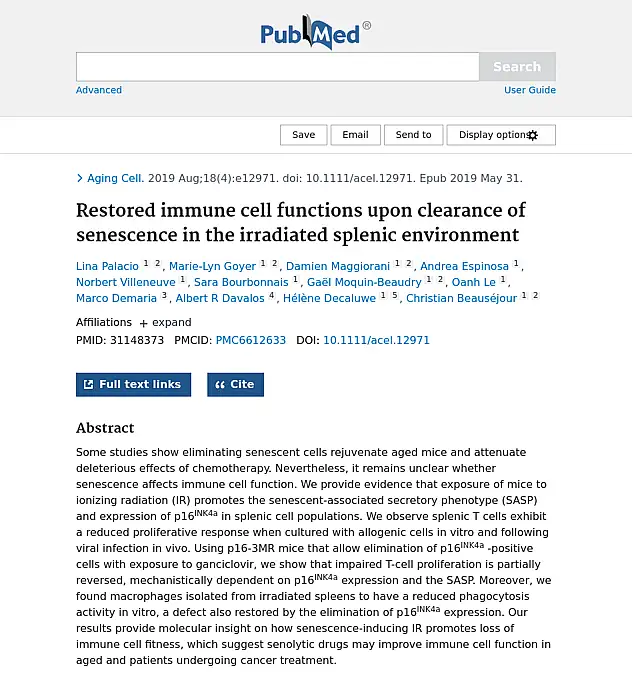 PubMed®
Search
Advanced
User Guide
Save
Email
Send to
Display options
Aging Cell. 2019 Aug;18(4):e12971. doi: 10.1111/acel.12971. Epub 2019 May 31.
Restored immune cell functions upon clearance of
senescence in the irradiated splenic environment
Lina Palacio 1 2, Marie-Lyn Goyer 1 2, Damien Maggiorani 1 2, Andrea Espinosa 1,
Norbert Villeneuve 1, Sara Bourbonnais 1, Gaël Moquin-Beaudry 1 2, Oanh Le 1,
Marco Demaria 3, Albert R Davalos 4, Hélène Decaluwe 1 5, Christian Beauséjour 1 2
Affiliations + expand
PMID: 31148373 PMCID: PMC6612633 DOI: 10.1111/acel.12971
Full text links
Cite
Abstract
Some studies show eliminating senescent cells rejuvenate aged mice and attenuate
deleterious effects of chemotherapy. Nevertheless, it remains unclear whether
senescence affects immune cell function. We provide evidence that exposure of mice to
ionizing radiation (IR) promotes the senescent-associated secretory phenotype (SASP)
and expression of p16INK4a in splenic cell populations. We observe splenic T cells exhibit
a reduced proliferative response when cultured with allogenic cells in vitro and following
viral infection in vivo. Using p16-3MR mice that allow elimination of p16INK4a -positive
cells with exposure to ganciclovir, we show that impaired T-cell proliferation is partially
reversed, mechanistically dependent on p16INK4a expression and the SASP. Moreover, we
found macrophages isolated from irradiated spleens to have a reduced phagocytosis
activity in vitro, a defect also restored by the elimination of p16INK4a expression. Our
results provide molecular insight on how senescence-inducing IR promotes loss of
immune cell fitness, which suggest senolytic drugs may improve immune cell function in
aged and patients undergoing cancer treatment.